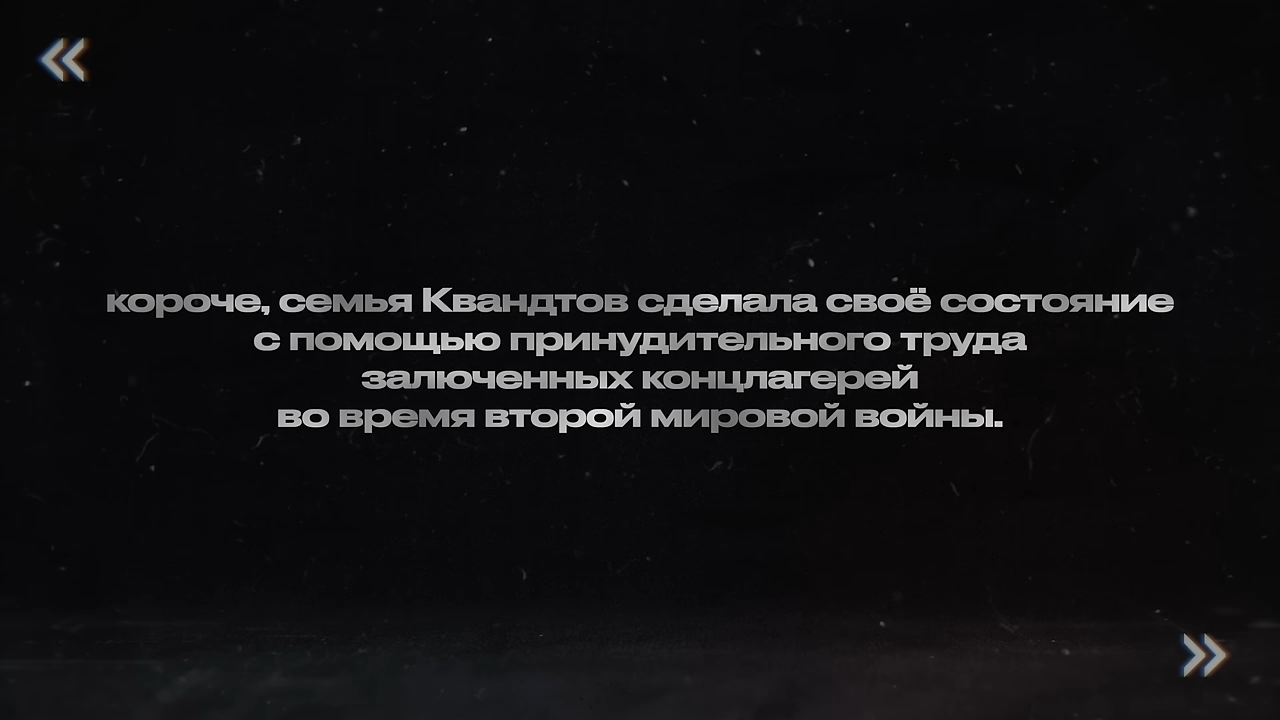 «
короче, семья Квандтов сделала своё состояние
с помощью принудительного труда
залюченных концлагерей
во время второй мировой войны.
»